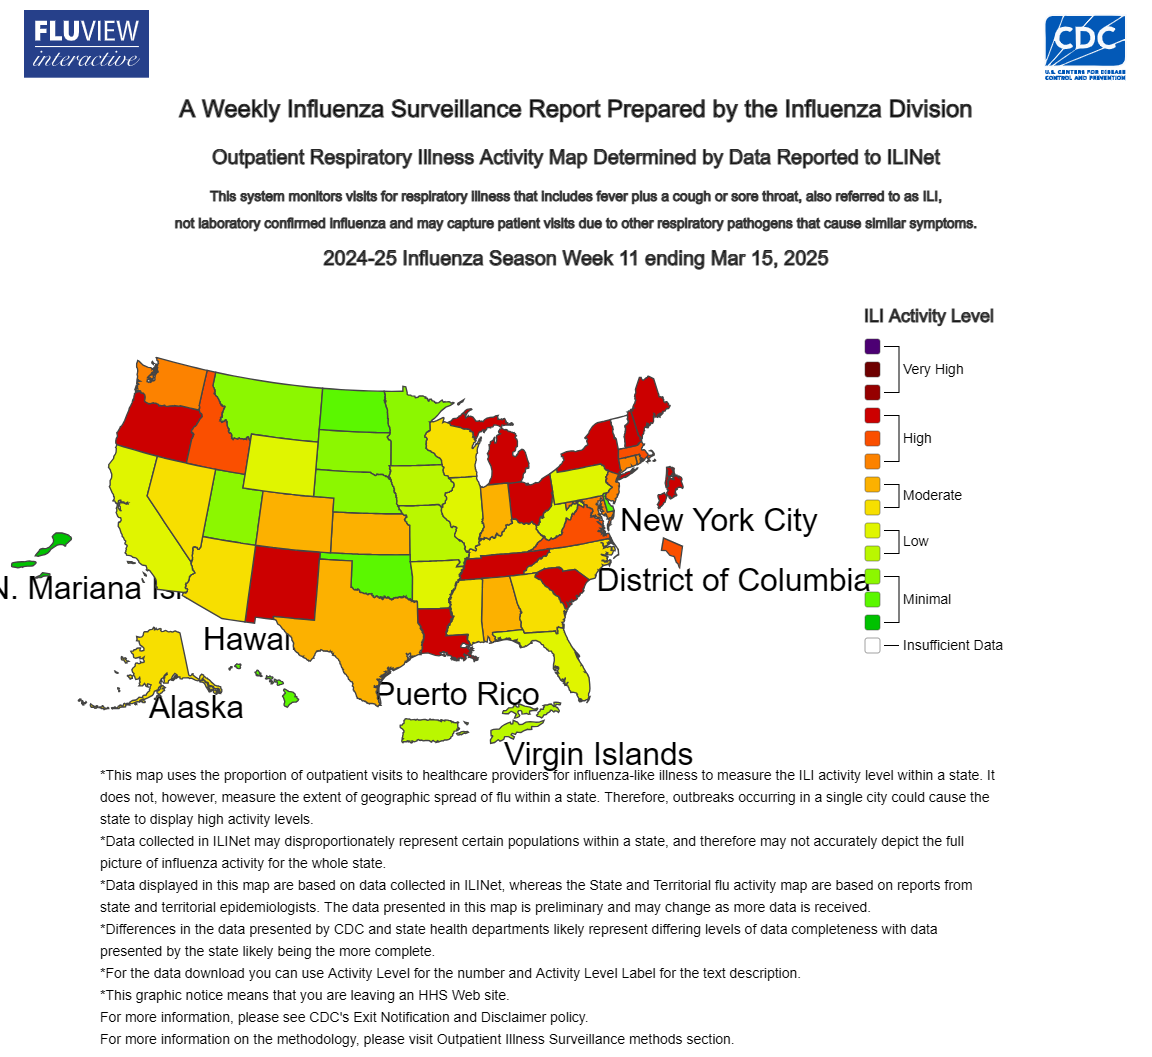 FLUVIEW
interactive
CDC
U.S. CENTERS FOR DISEASE
CONTROL AND PREVENTION
A Weekly Influenza Surveillance Report Prepared by the Influenza Division
Outpatient Respiratory Illness Activity Map Determined by Data Reported to ILINet
This system monitors visits for respiratory illness that includes fever plus a cough or sore throat, also referred to as ILI,
not laboratory confirmed influenza and may capture patient visits due to other respiratory pathogens that cause similar symptoms.
2024-25 Influenza Season Week 11 ending Mar 15, 2025
ILI Activity Level
Very High
High
Moderate
Low
Minimal
Insufficient Data
New York City
District of Columbia
N. Mariana Isl
Hawai
Alaska
Puerto Rico
Virgin Islands
*This map uses the proportion of outpatient visits to healthcare providers for influenza-like illness to measure the ILI activity level within a state. It
does not, however, measure the extent of geographic spread of flu within a state. Therefore, outbreaks occurring in a single city could cause the
state to display high activity levels.
*Data collected in ILINet may disproportionately represent certain populations within a state, and therefore may not accurately depict the full
picture of influenza activity for the whole state.
*Data displayed in this map are based on data collected in ILINet, whereas the State and Territorial flu activity map are based on reports from
state and territorial epidemiologists. The data presented in this map is preliminary and may change as more data is received.
*Differences in the data presented by CDC and state health departments likely represent differing levels of data completeness with data
presented by the state likely being the more complete.
*For the data download you can use Activity Level for the number and Activity Level Label for the text description.
*This graphic notice means that you are leaving an HHS Web site.
For more information, please see CDC's Exit Notification and Disclaimer policy.
For more information on the methodology, please visit Outpatient Illness Surveillance methods section.